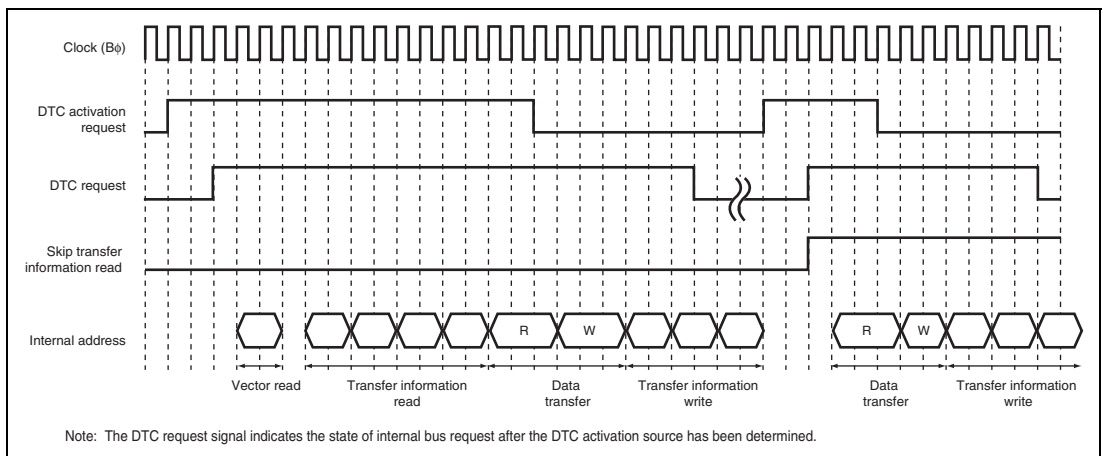 Clock (Bφ)
DTC activation
request
DTC request
Skip transfer
information read
Internal address
R
W
R
W
Vector read
Transfer information
read
Data
transfer
Transfer information
write
Data
transfer
Transfer information
write
Note: The DTC request signal indicates the state of internal bus request after the DTC activation source has been determined.